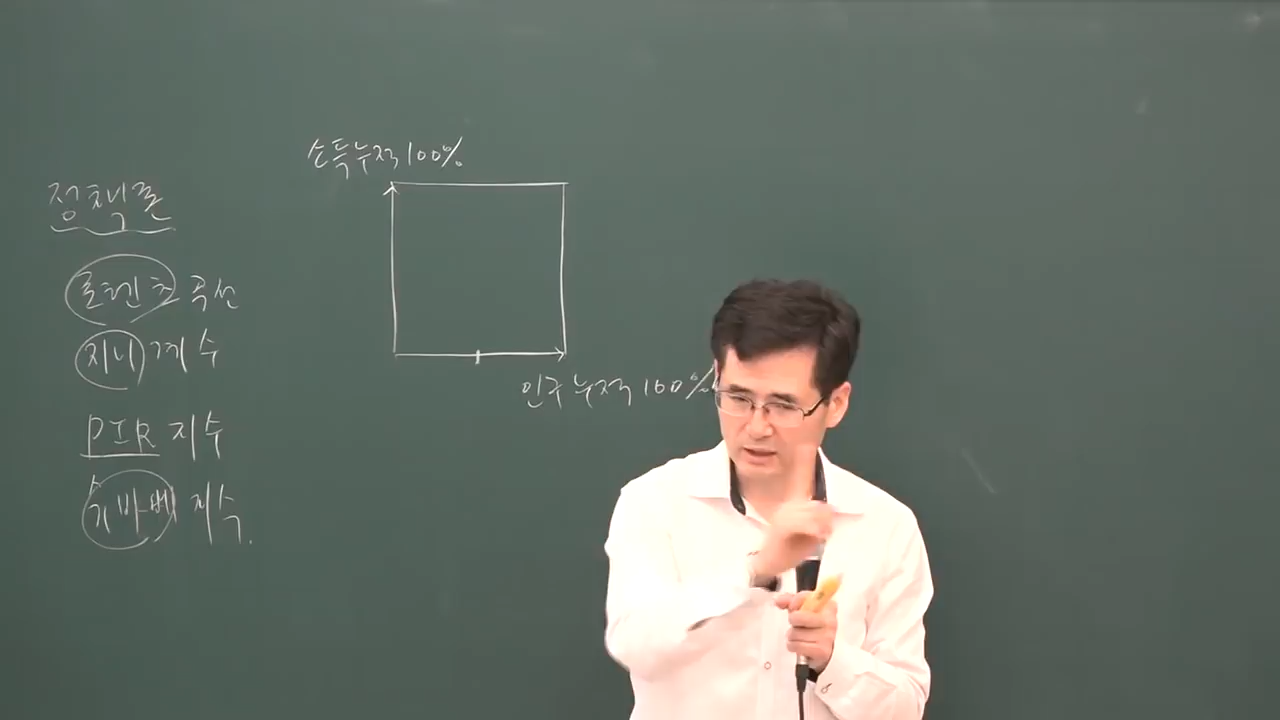 정책론
로렌츠 곡선
지니 계수
PIR 지수
슈바베 지수.
소득누적 100%
인구 누적 100%